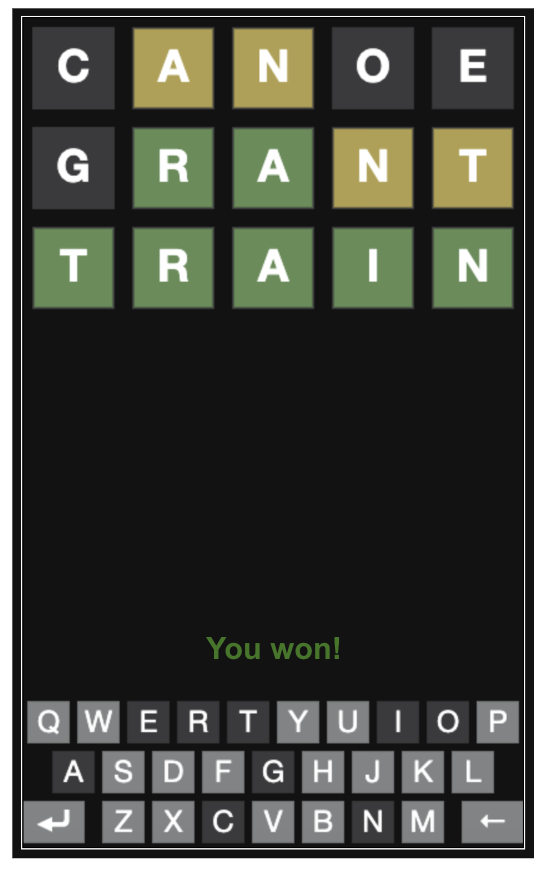 C A N O E
G R A N T
T R A I N
You won!
Q W E R T Y U I O P
A S D F G H J K L
Z X C V B N M ←